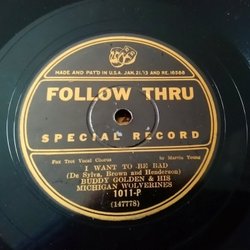 MADE AND PAT'D IN U.S.A. JAN. 21, '13 AND RE. 16588
FOLLOW THRU
SPECIAL RECORD
Fox Trot Vocal Chorus by Marvin Young
I WANT TO BE BAD
(De Sylva, Brown and Henderson)
BUDDY GOLDEN & HIS
MICHIGAN WOLVERINES
1011-P
(147778)